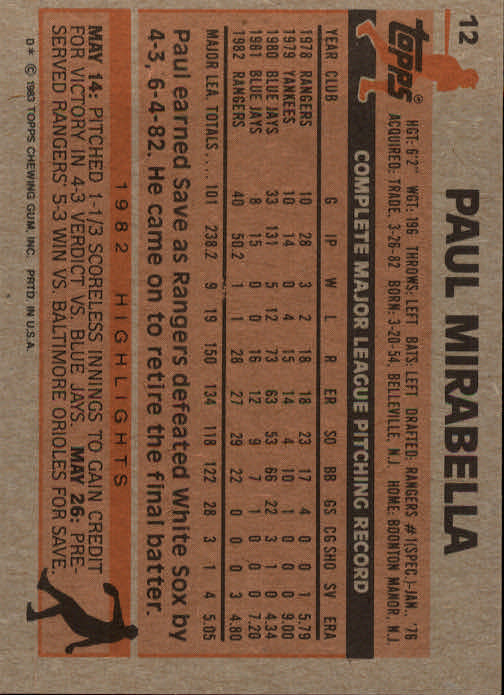 12
topps®
PAUL MIRABELLA
HGT: 6'2" WGT: 196 THROWS: LEFT BATS: LEFT DRAFTED: RANGERS #1(SPEC.)-JAN. '76
ACQUIRED: TRADE, 3-26-82 BORN: 3-20-54, BELLEVILLE, N.J. HOME: BOONTON MANOR, N.J.
COMPLETE MAJOR LEAGUE PITCHING RECORD
YEAR CLUB G IP W L R ER SO BB GS CG SHO SV ERA
1978 RANGERS 10 28 3 2 18 18 23 17 4 0 0 1 5.79
1979 YANKEES 10 14 0 4 15 14 4 10 1 0 0 0 9.00
1980 BLUE JAYS 33 131 5 12 73 63 53 66 22 3 1 0 4.34
1981 BLUE JAYS 8 15 0 0 16 12 9 7 1 0 0 0 7.20
1982 RANGERS 40 50.2 1 1 28 27 29 22 0 0 0 3 4.80
MAJOR LEA. TOTALS.... 101 238.2 9 19 150 134 118 122 28 3 1 4 5.05
Paul earned Save as Rangers defeated White Sox by
4-3, 6-4-82. He came on to retire the final batter.
1982 HIGHLIGHTS
MAY 14: PITCHED 1-1/3 SCORELESS INNINGS TO GAIN CREDIT
FOR VICTORY IN 4-3 VERDICT VS. BLUE JAYS. MAY 26: PRE-
SERVED RANGERS' 5-3 WIN VS. BALTIMORE ORIOLES FOR SAVE.
D* © 1983 TOPPS CHEWING GUM, INC. PRTD. IN U.S.A.